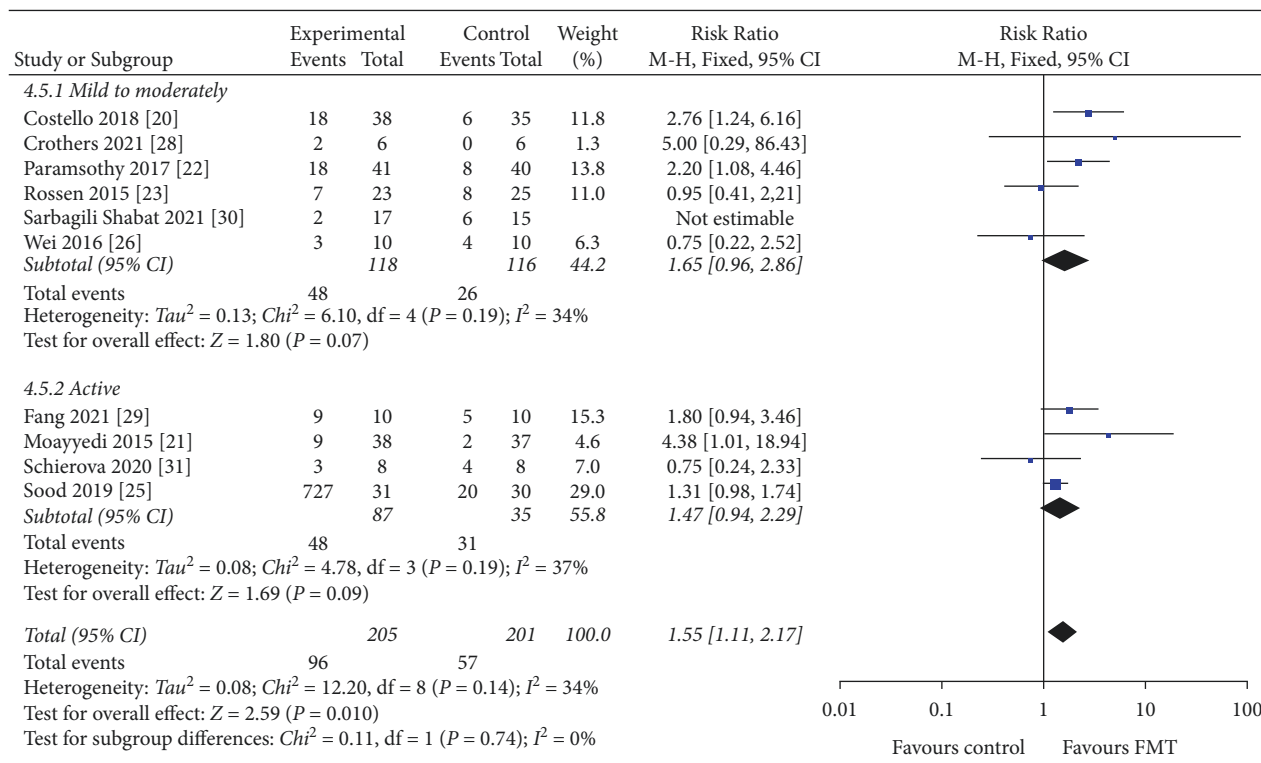 Experimental Control Weight Risk Ratio Risk Ratio
Study or Subgroup Events Total Events Total (%) M-H, Fixed, 95% CI M-H, Fixed, 95% CI
4.5.1 Mild to moderately
Costello 2018 [20] 18 38 6 35 11.8 2.76 [1.24, 6.16]
Crothers 2021 [28] 2 6 0 6 1.3 5.00 [0.29, 86.43]
Paramsothy 2017 [22] 18 41 8 40 13.8 2.20 [1.08, 4.46]
Rossen 2015 [23] 7 23 8 25 11.0 0.95 [0.41, 2,21]
Sarbagili Shabat 2021 [30] 2 17 6 15 Not estimable
Wei 2016 [26] 3 10 4 10 6.3 0.75 [0.22, 2.52]
Subtotal (95% CI) 118 116 44.2 1.65 [0.96, 2.86]
Total events 48 26
Heterogeneity: Tau² = 0.13; Chi² = 6.10, df = 4 (P = 0.19); I² = 34%
Test for overall effect: Z = 1.80 (P = 0.07)
4.5.2 Active
Fang 2021 [29] 9 10 5 10 15.3 1.80 [0.94, 3.46]
Moayyedi 2015 [21] 9 38 2 37 4.6 4.38 [1.01, 18.94]
Schierova 2020 [31] 3 8 4 8 7.0 0.75 [0.24, 2.33]
Sood 2019 [25] 727 31 20 30 29.0 1.31 [0.98, 1.74]
Subtotal (95% CI) 87 35 55.8 1.47 [0.94, 2.29]
Total events 48 31
Heterogeneity: Tau² = 0.08; Chi² = 4.78, df = 3 (P = 0.19); I² = 37%
Test for overall effect: Z = 1.69 (P = 0.09)
Total (95% CI) 205 201 100.0 1.55 [1.11, 2.17]
Total events 96 57
Heterogeneity: Tau² = 0.08; Chi² = 12.20, df = 8 (P = 0.14); I² = 34%
Test for overall effect: Z = 2.59 (P = 0.010)
Test for subgroup differences: Chi² = 0.11, df = 1 (P = 0.74); I² = 0%
0.01 0.1 1 10 100
Favours control Favours FMT